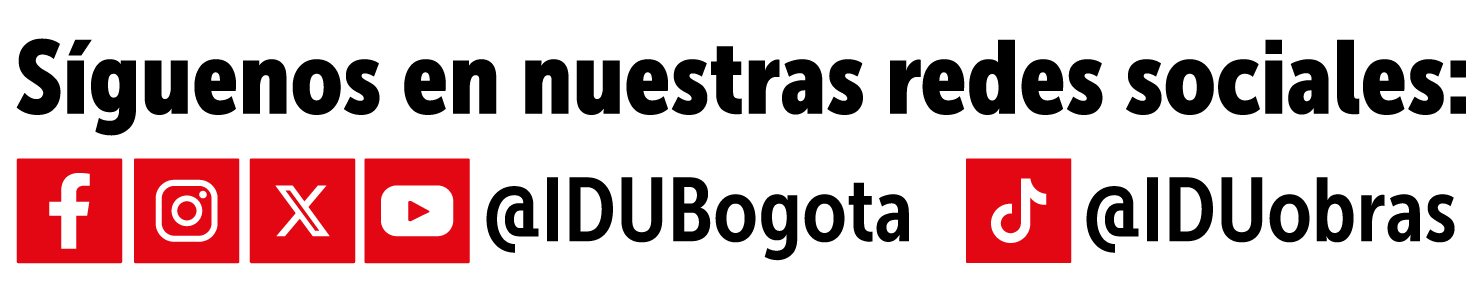 Síguenos en nuestras redes sociales:
@IDUBogota @IDUobras